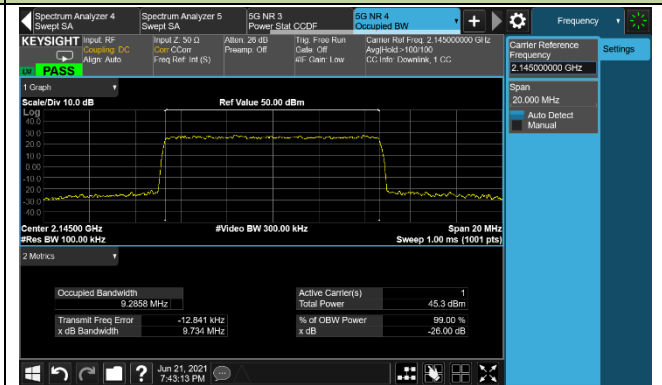 Spectrum Analyzer 4
Swept SA
Spectrum Analyzer 5
Swept SA
5G NR 3
Power Stat CCDF
5G NR 4
Occupied BW
Frequency
KEYSIGHT
Input: RF
Coupling: DC
Align: Auto
Input Z: 50 Ω
Corr CCorr
Freq Ref: Int (S)
Atten: 26 dB
Preamp: Off
Trig: Free Run
Gate: Off
#IF Gain: Low
Carrier Ref Freq: 2.145000000 GHz
Avg|Hold:>100/100
CC Info: Downlink, 1 CC
PASS
Carrier Reference
Frequency
2.145000000 GHz
Settings
Span
20.000 MHz
Auto Detect
Manual
1 Graph
Scale/Div 10.0 dB
Ref Value 50.00 dBm
Log
40.0
30.0
20.0
10.0
0.00
-10.0
-20.0
-30.0
-40.0
Center 2.14500 GHz
#Video BW 300.00 kHz
Span 20 MHz
#Res BW 100.00 kHz
Sweep 1.00 ms (1001 pts)
2 Metrics
Occupied Bandwidth
9.2858 MHz
Active Carrier(s) 1
Total Power 45.3 dBm
Transmit Freq Error -12.841 kHz
x dB Bandwidth 9.734 MHz
% of OBW Power 99.00 %
x dB -26.00 dB
?
Jun 21, 2021
7:43:13 PM